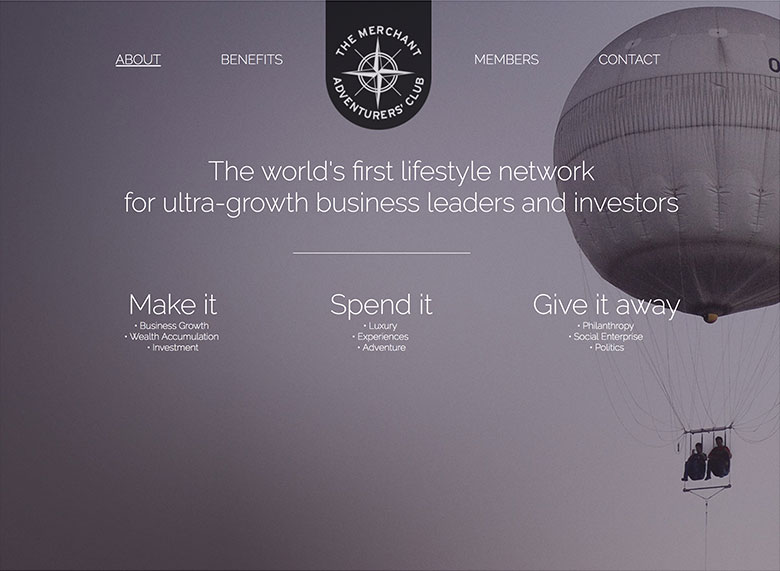 ABOUT BENEFITS MEMBERS CONTACT
THE MERCHANT
ADVENTURERS' CLUB
The world's first lifestyle network
for ultra-growth business leaders and investors
Make it
• Business Growth
• Wealth Accumulation
• Investment
Spend it
• Luxury
• Experiences
• Adventure
Give it away
• Philanthropy
• Social Enterprise
• Politics